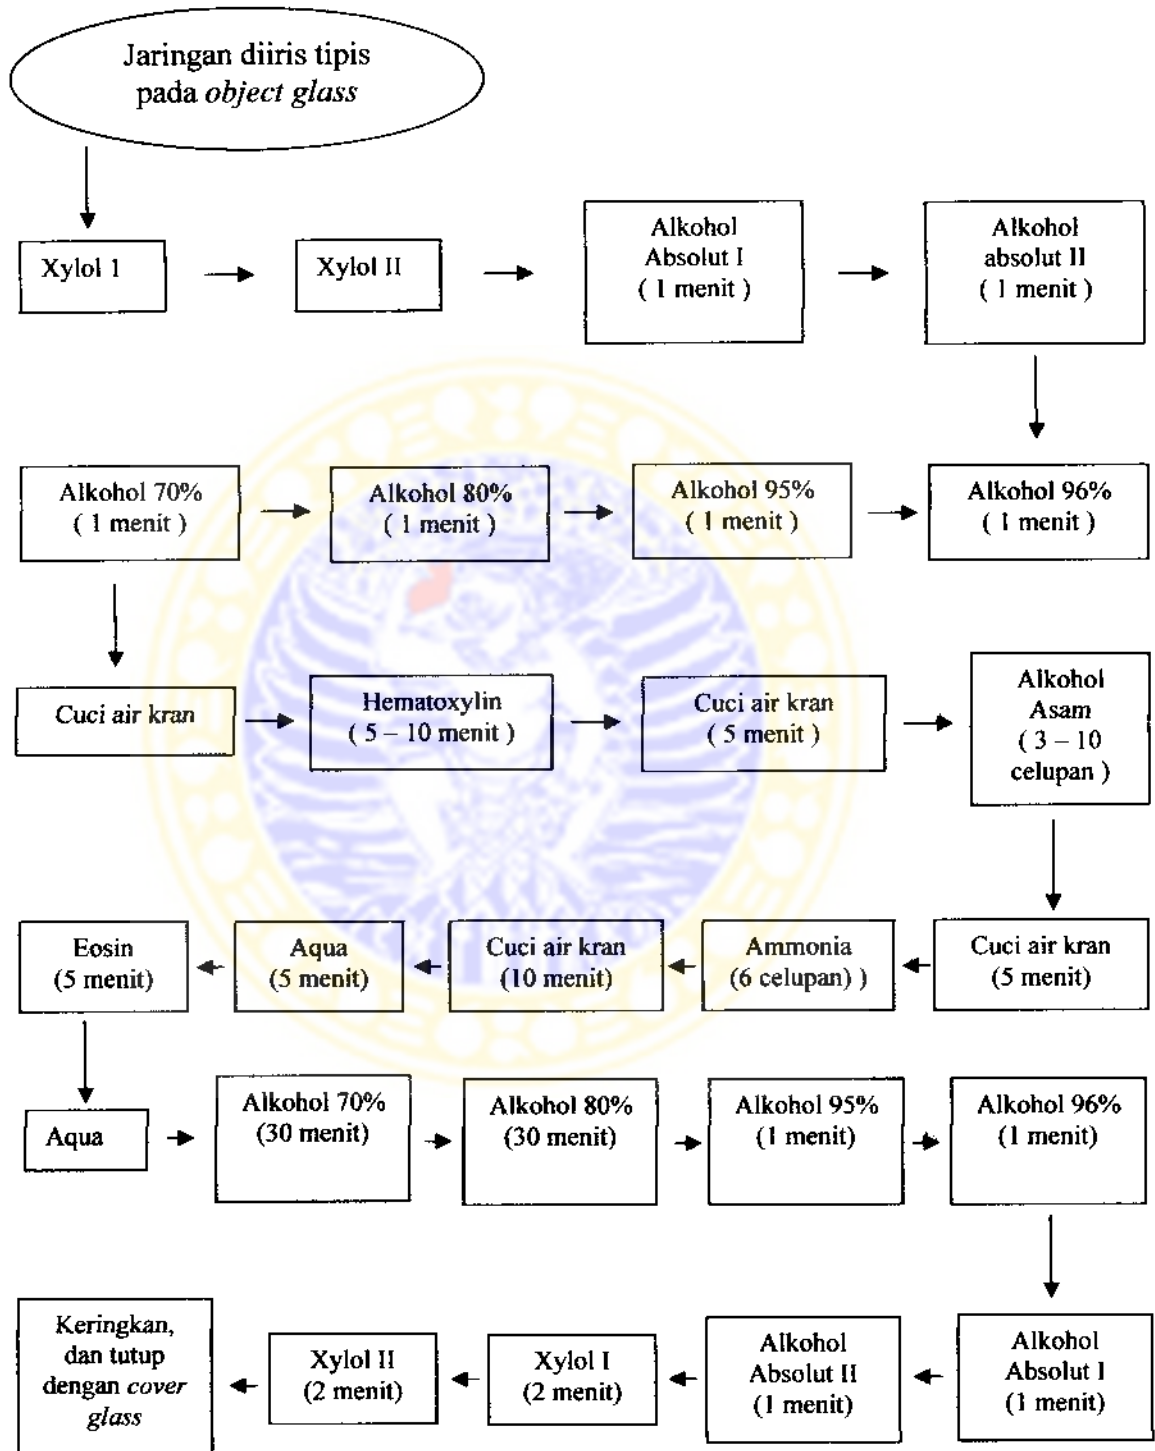 Jaringan diiris tipis
pada object glass
Xylol 1
Xylol II
Alkohol
Absolut I
( 1 menit )
Alkohol
absolut II
( 1 menit )
Alkohol 70%
( 1 menit )
Alkohol 80%
( 1 menit )
Alkohol 95%
( 1 menit )
Alkohol 96%
( 1 menit )
Cuci air kran
Hematoxylin
( 5 – 10 menit )
Cuci air kran
( 5 menit )
Alkohol
Asam
( 3 – 10
celupan )
Eosin
(5 menit)
Aqua
(5 menit)
Cuci air kran
(10 menit)
Ammonia
(6 celupan) )
Cuci air kran
(5 menit)
Aqua
Alkohol 70%
(30 menit)
Alkohol 80%
(30 menit)
Alkohol 95%
(1 menit)
Alkohol 96%
(1 menit)
Keringkan,
dan tutup
dengan cover
glass
Xylol II
(2 menit)
Xylol I
(2 menit)
Alkohol
Absolut II
(1 menit)
Alkohol
Absolut I
(1 menit)